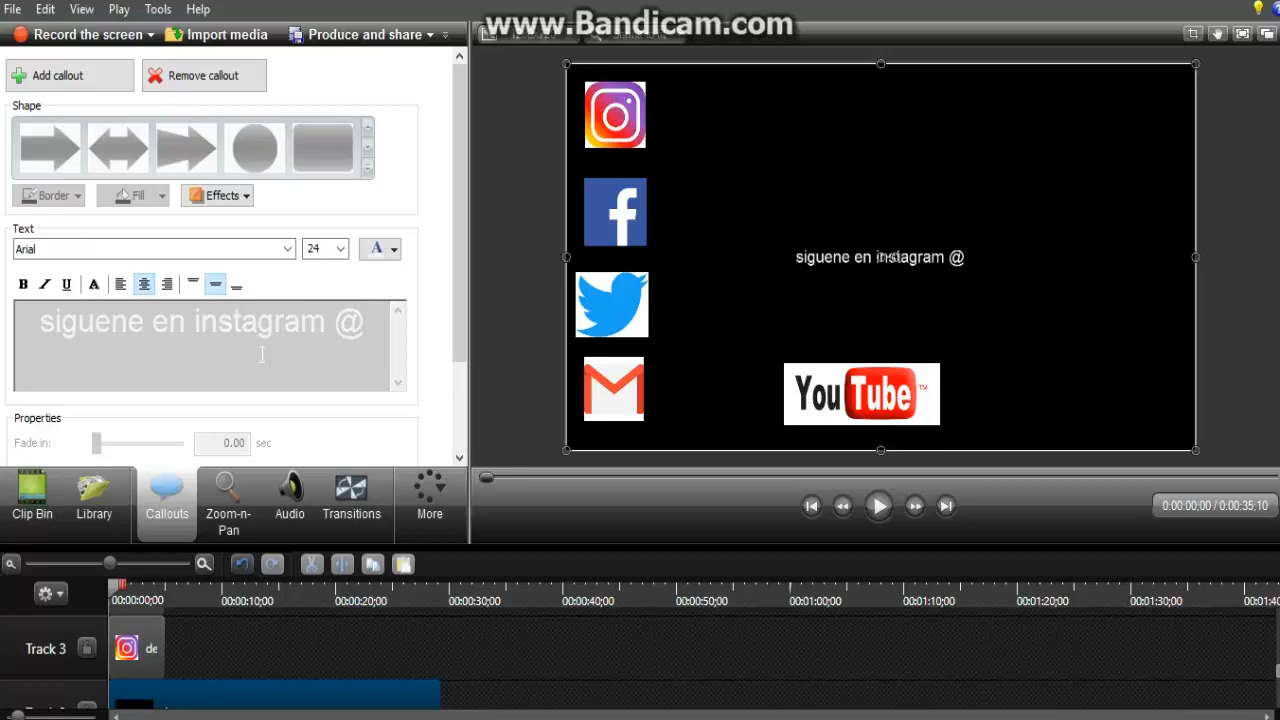 www.Bandicam.com
File Edit View Play Tools Help
Record the screen Import media Produce and share
Add callout Remove callout
Shape
Border Fill Effects
Text
Arial 24 A
B I U A
siguene en instagram @
Properties
Fade in: 0.00 sec
siguene en instagram @
YouTube™
Clip Bin Library Callouts Zoom-n-Pan Audio Transitions More
0:00:00;00 / 0:00:35;10
00:00:00;00 00:00:10;00 00:00:20;00 00:00:30;00 00:00:40;00 00:00:50;00 00:01:00;00 00:01:10;00 00:01:20;00 00:01:30;00 00:01:40
Track 3 de